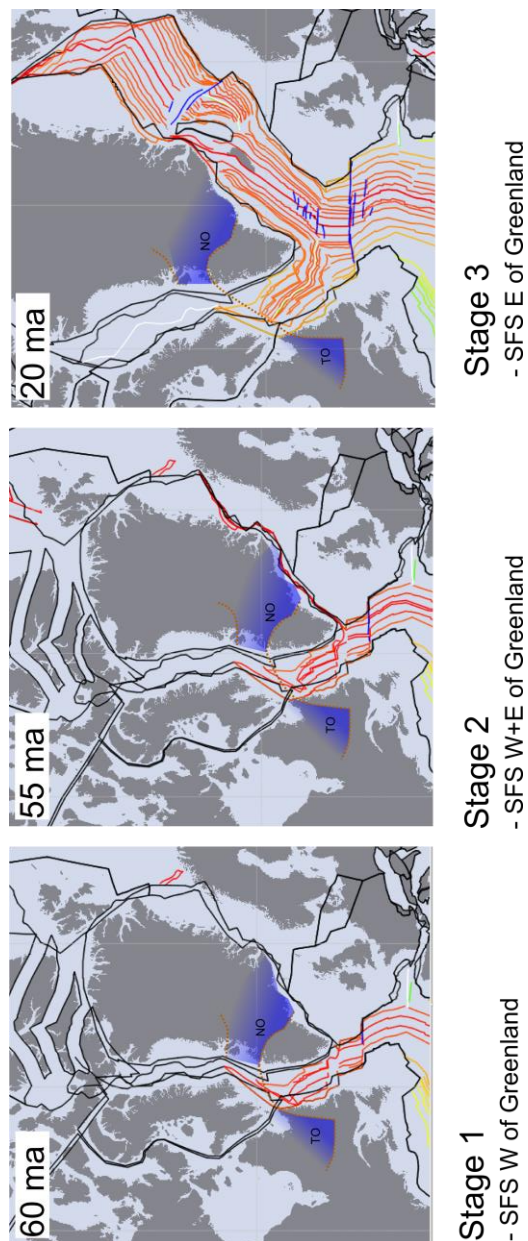 20 ma
NO
TO
Stage 3
- SFS E of Greenland
55 ma
NO
TO
Stage 2
- SFS W+E of Greenland
60 ma
NO
TO
Stage 1
- SFS W of Greenland